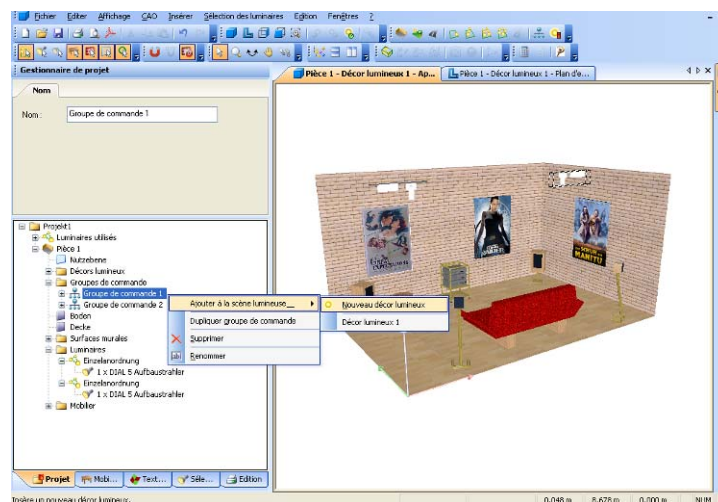 Fichier Editer Affichage CAO Insérer Sélection des luminaires Edition Fenêtres ?
Gestionnaire de projet
Pièce 1 - Décor lumineux 1 - Ap...
Pièce 1 - Décor lumineux 1 - Plan d'e...
Nom
Nom :
Groupe de commande 1
Projekt1
Luminaires utilisés
Pièce 1
Nutzebene
Décors lumineux
Groupes de commande
Groupe de commande 1
Groupe de commande 2
Boden
Decke
Surfaces murales
Luminaires
Einzelanordnung
1 x DIAL 5 Aufbaustrahler
Einzelanordnung
1 x DIAL 5 Aufbaustrahler
Mobilier
Ajouter à la scène lumineuse__
Dupliquer groupe de commande
Supprimer
Renommer
Nouveau décor lumineux
Décor lumineux 1
MANITU
Projet
Mobi...
Text...
Séle...
Edition
Insère un nouveau décor lumineux.
0.048 m
8.678 m
0.000 m
NUM